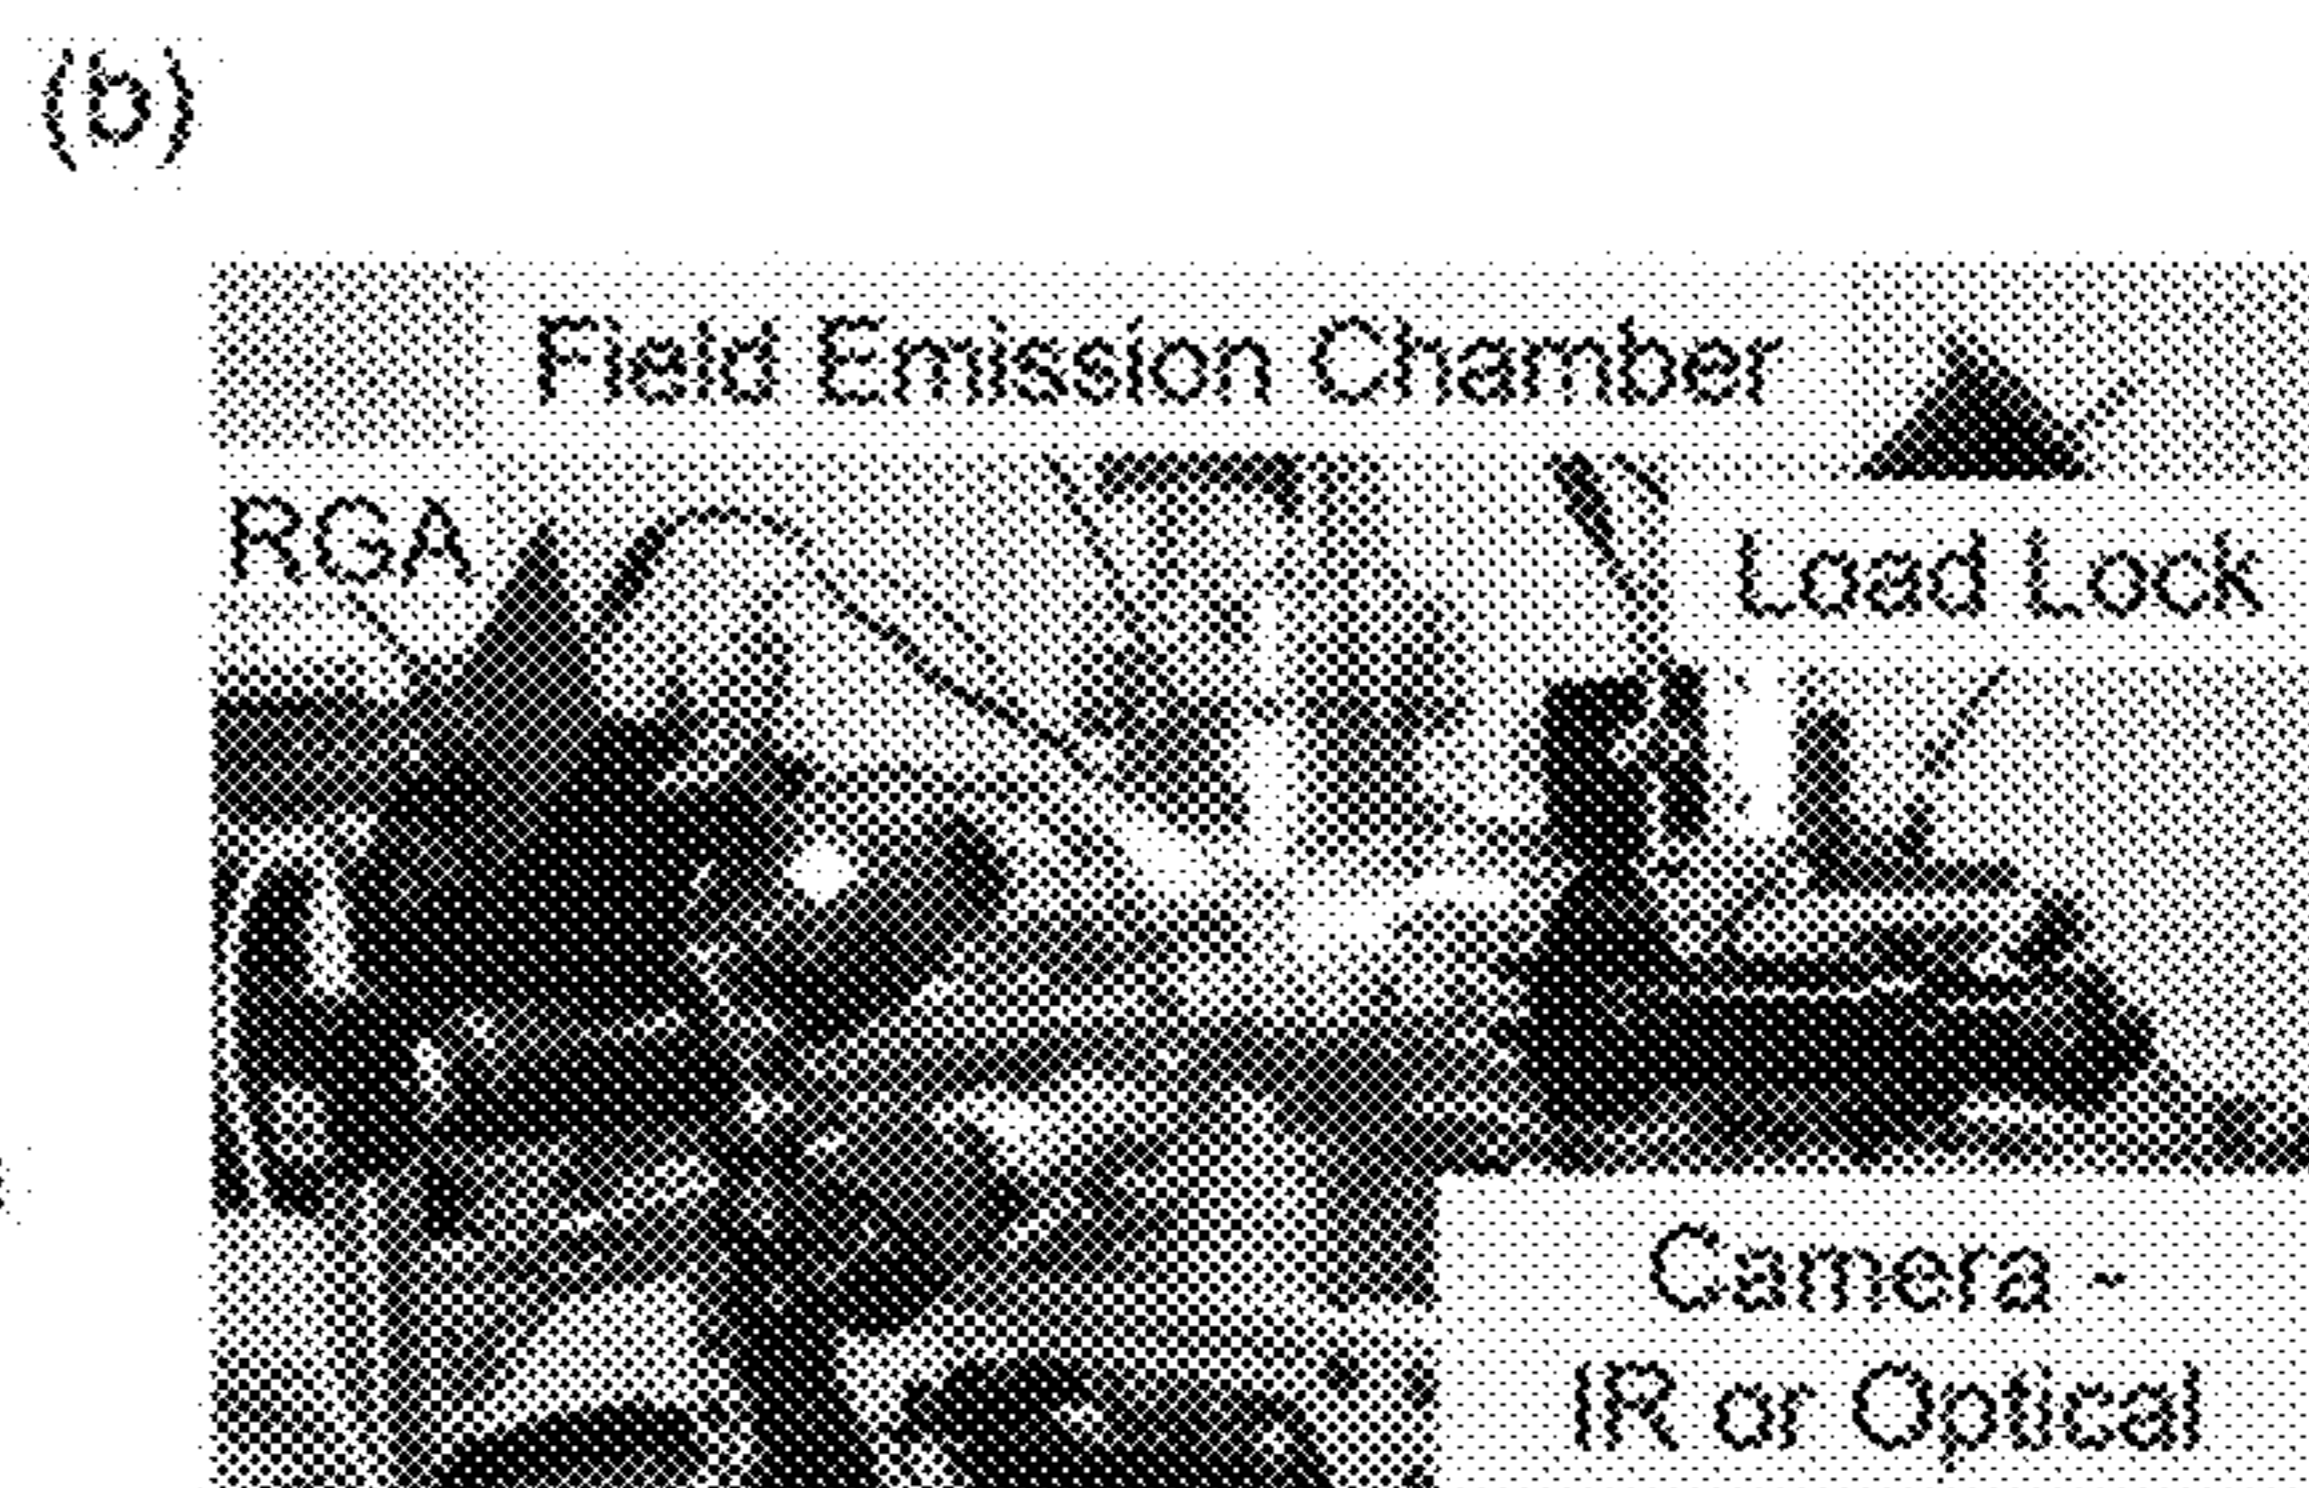 (b)
Field Emission Chamber
RGA
Load Lock
Camera -
IR or Optical